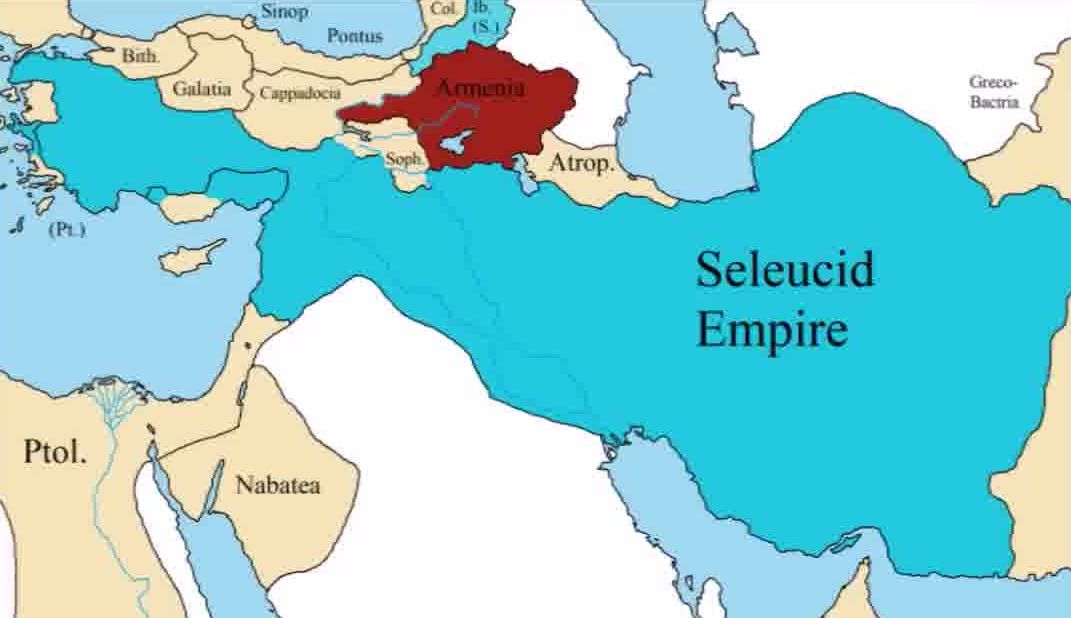 Sinop
Col.
Ib.
(S.)
Pontus
Bith.
Galatia
Cappadocia
Armenia
Greco-
Bactria
Soph.
Atrop.
(Pt.)
Seleucid
Empire
Ptol.
Nabatea